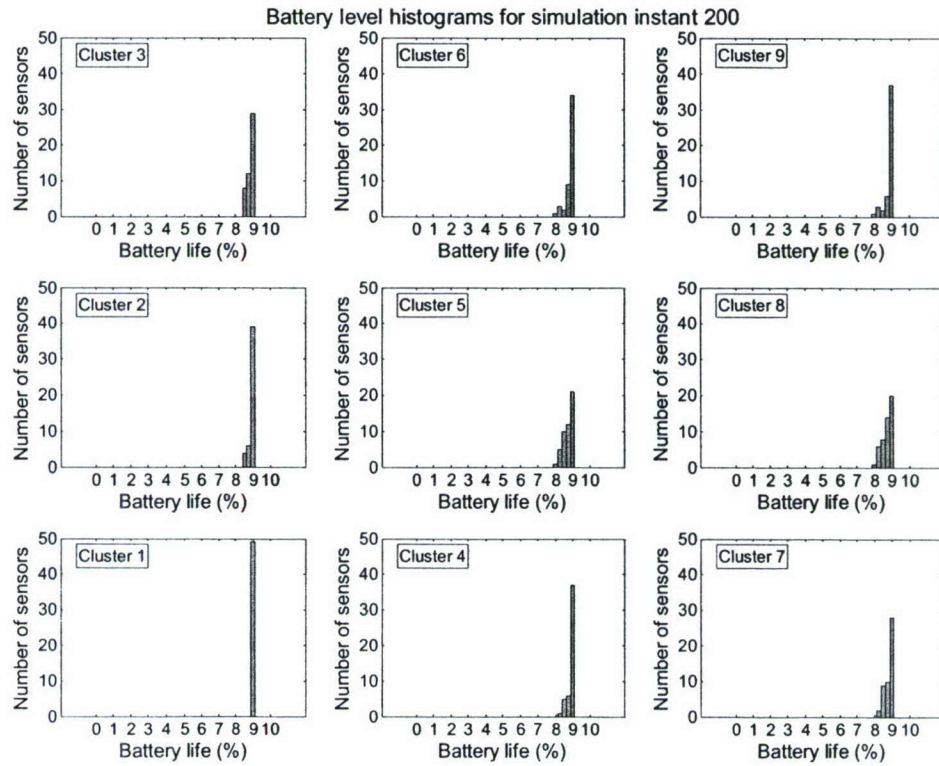 Battery level histograms for simulation instant 200
Cluster 3
Number of sensors
50
40
30
20
10
0
0 1 2 3 4 5 6 7 8 9 10
Battery life (%)
Cluster 6
Number of sensors
50
40
30
20
10
0
0 1 2 3 4 5 6 7 8 9 10
Battery life (%)
Cluster 9
Number of sensors
50
40
30
20
10
0
0 1 2 3 4 5 6 7 8 9 10
Battery life (%)
Cluster 2
Number of sensors
50
40
30
20
10
0
0 1 2 3 4 5 6 7 8 9 10
Battery life (%)
Cluster 5
Number of sensors
50
40
30
20
10
0
0 1 2 3 4 5 6 7 8 9 10
Battery life (%)
Cluster 8
Number of sensors
50
40
30
20
10
0
0 1 2 3 4 5 6 7 8 9 10
Battery life (%)
Cluster 1
Number of sensors
50
40
30
20
10
0
0 1 2 3 4 5 6 7 8 9 10
Battery life (%)
Cluster 4
Number of sensors
50
40
30
20
10
0
0 1 2 3 4 5 6 7 8 9 10
Battery life (%)
Cluster 7
Number of sensors
50
40
30
20
10
0
0 1 2 3 4 5 6 7 8 9 10
Battery life (%)